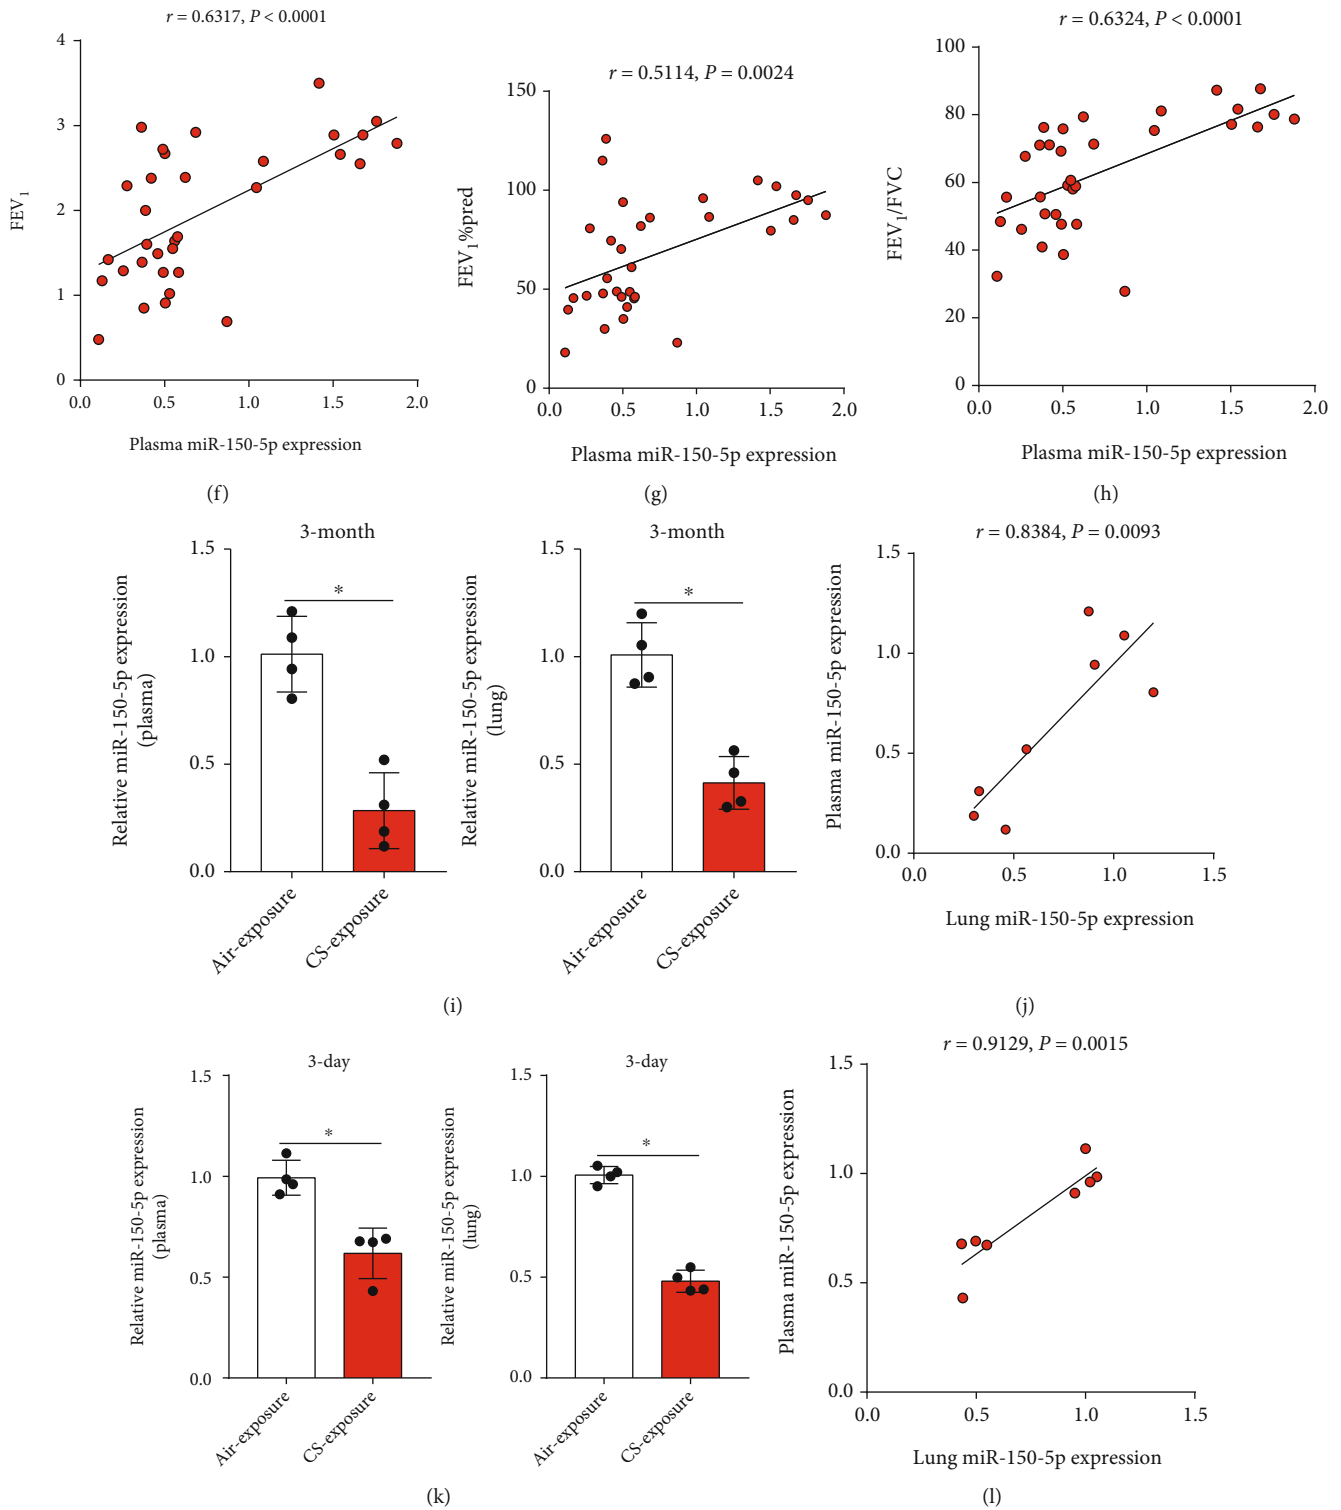 r = 0.6317, P < 0.0001
4
3
2
1
0
FEV1
0.0 0.5 1.0 1.5 2.0
Plasma miR-150-5p expression
(f)
r = 0.5114, P = 0.0024
150
100
50
0
FEV1%pred
0.0 0.5 1.0 1.5 2.0
Plasma miR-150-5p expression
(g)
r = 0.6324, P < 0.0001
100
80
60
40
20
0
FEV1/FVC
0.0 0.5 1.0 1.5 2.0
Plasma miR-150-5p expression
(h)
3-month
1.5
1.0
0.5
0.0
Relative miR-150-5p expression
(plasma)
*
Air-exposure
CS-exposure
3-month
1.5
1.0
0.5
0.0
Relative miR-150-5p expression
(lung)
*
Air-exposure
CS-exposure
(i)
r = 0.8384, P = 0.0093
1.5
1.0
0.5
0.0
Plasma miR-150-5p expression
0.0 0.5 1.0 1.5
Lung miR-150-5p expression
(j)
3-day
1.5
1.0
0.5
0.0
Relative miR-150-5p expression
(plasma)
*
Air-exposure
CS-exposure
3-day
1.5
1.0
0.5
0.0
Relative miR-150-5p expression
(lung)
*
Air-exposure
CS-exposure
(k)
r = 0.9129, P = 0.0015
1.5
1.0
0.5
0.0
Plasma miR-150-5p expression
0.0 0.5 1.0 1.5
Lung miR-150-5p expression
(l)